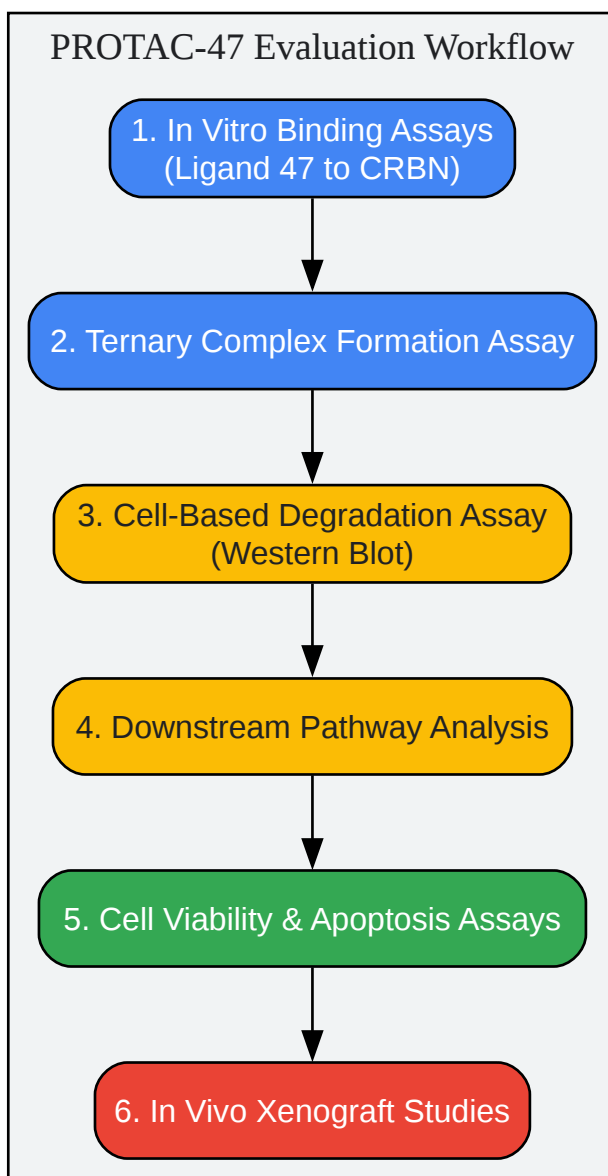 PROTAC-47 Evaluation Workflow
1. In Vitro Binding Assays
(Ligand 47 to CRBN)
2. Ternary Complex Formation Assay
3. Cell-Based Degradation Assay
(Western Blot)
4. Downstream Pathway Analysis
5. Cell Viability & Apoptosis Assays
6. In Vivo Xenograft Studies